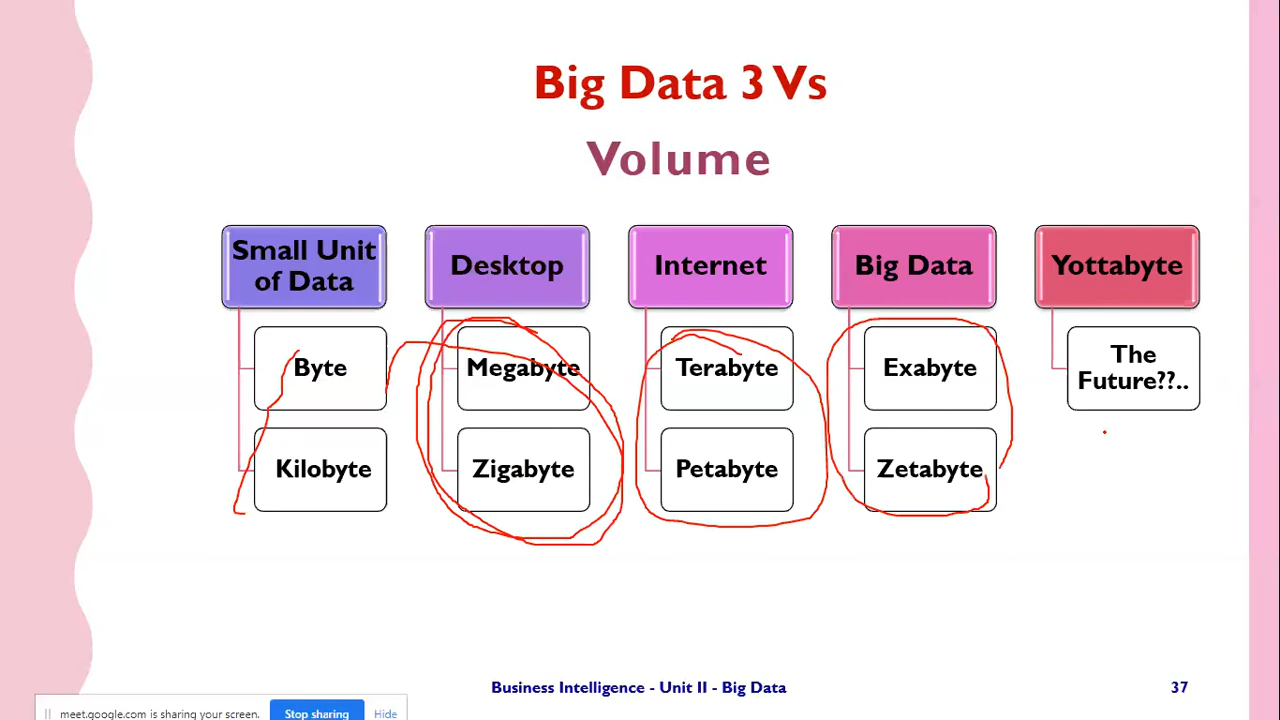 Big Data 3 Vs
Volume
Small Unit
of Data
Byte
Kilobyte
Desktop
Megabyte
Zigabyte
Internet
Terabyte
Petabyte
Big Data
Exabyte
Zetabyte
Yottabyte
The
Future??..
Business Intelligence - Unit II - Big Data
37
meet.google.com is sharing your screen.
Stop sharing
Hide